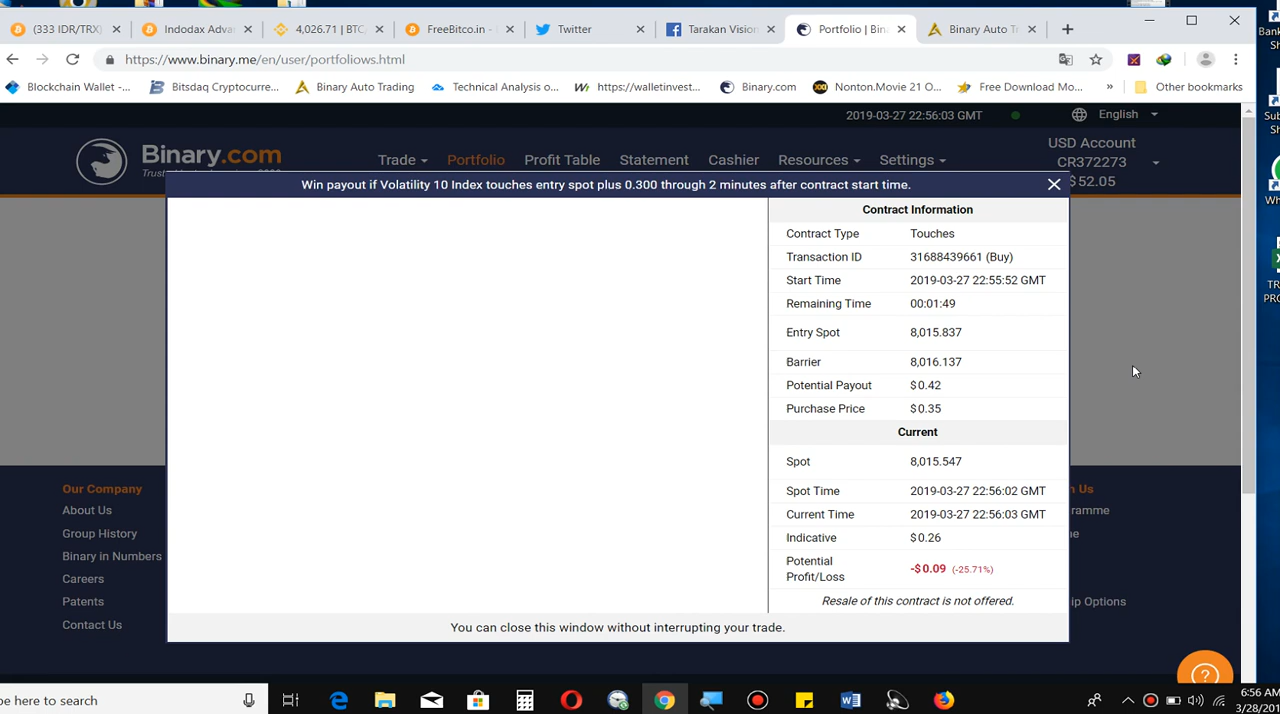 (333 IDR/TRX)
Indodax Adva
4,026.71 | BTC/
FreeBitco.in -
Twitter
Tarakan Vision
Portfolio | Bin
Binary Auto Tr
https://www.binary.me/en/user/portfoliows.html
Blockchain Wallet -...
Bitsdaq Cryptocurre...
Binary Auto Trading
Technical Analysis o...
https://walletinvest...
Binary.com
Nonton.Movie 21 O...
Free Download Mo...
»
Other bookmarks
2019-03-27 22:56:03 GMT
English
Binary.com
Trade
Portfolio
Profit Table
Statement
Cashier
Resources
Settings
USD Account
CR372273
$52.05
Win payout if Volatility 10 Index touches entry spot plus 0.300 through 2 minutes after contract start time.
Contract Information
Contract Type Touches
Transaction ID 31688439661 (Buy)
Start Time 2019-03-27 22:55:52 GMT
Remaining Time 00:01:49
Entry Spot 8,015.837
Barrier 8,016.137
Potential Payout $0.42
Purchase Price $0.35
Current
Spot 8,015.547
Spot Time 2019-03-27 22:56:02 GMT
Current Time 2019-03-27 22:56:03 GMT
Indicative $0.26
Potential Profit/Loss -$0.09 (-25.71%)
Resale of this contract is not offered.
You can close this window without interrupting your trade.
Our Company
About Us
Group History
Binary in Numbers
Careers
Patents
Contact Us
Us
ramme
ip Options
pe here to search
6:56 AM
3/28/201